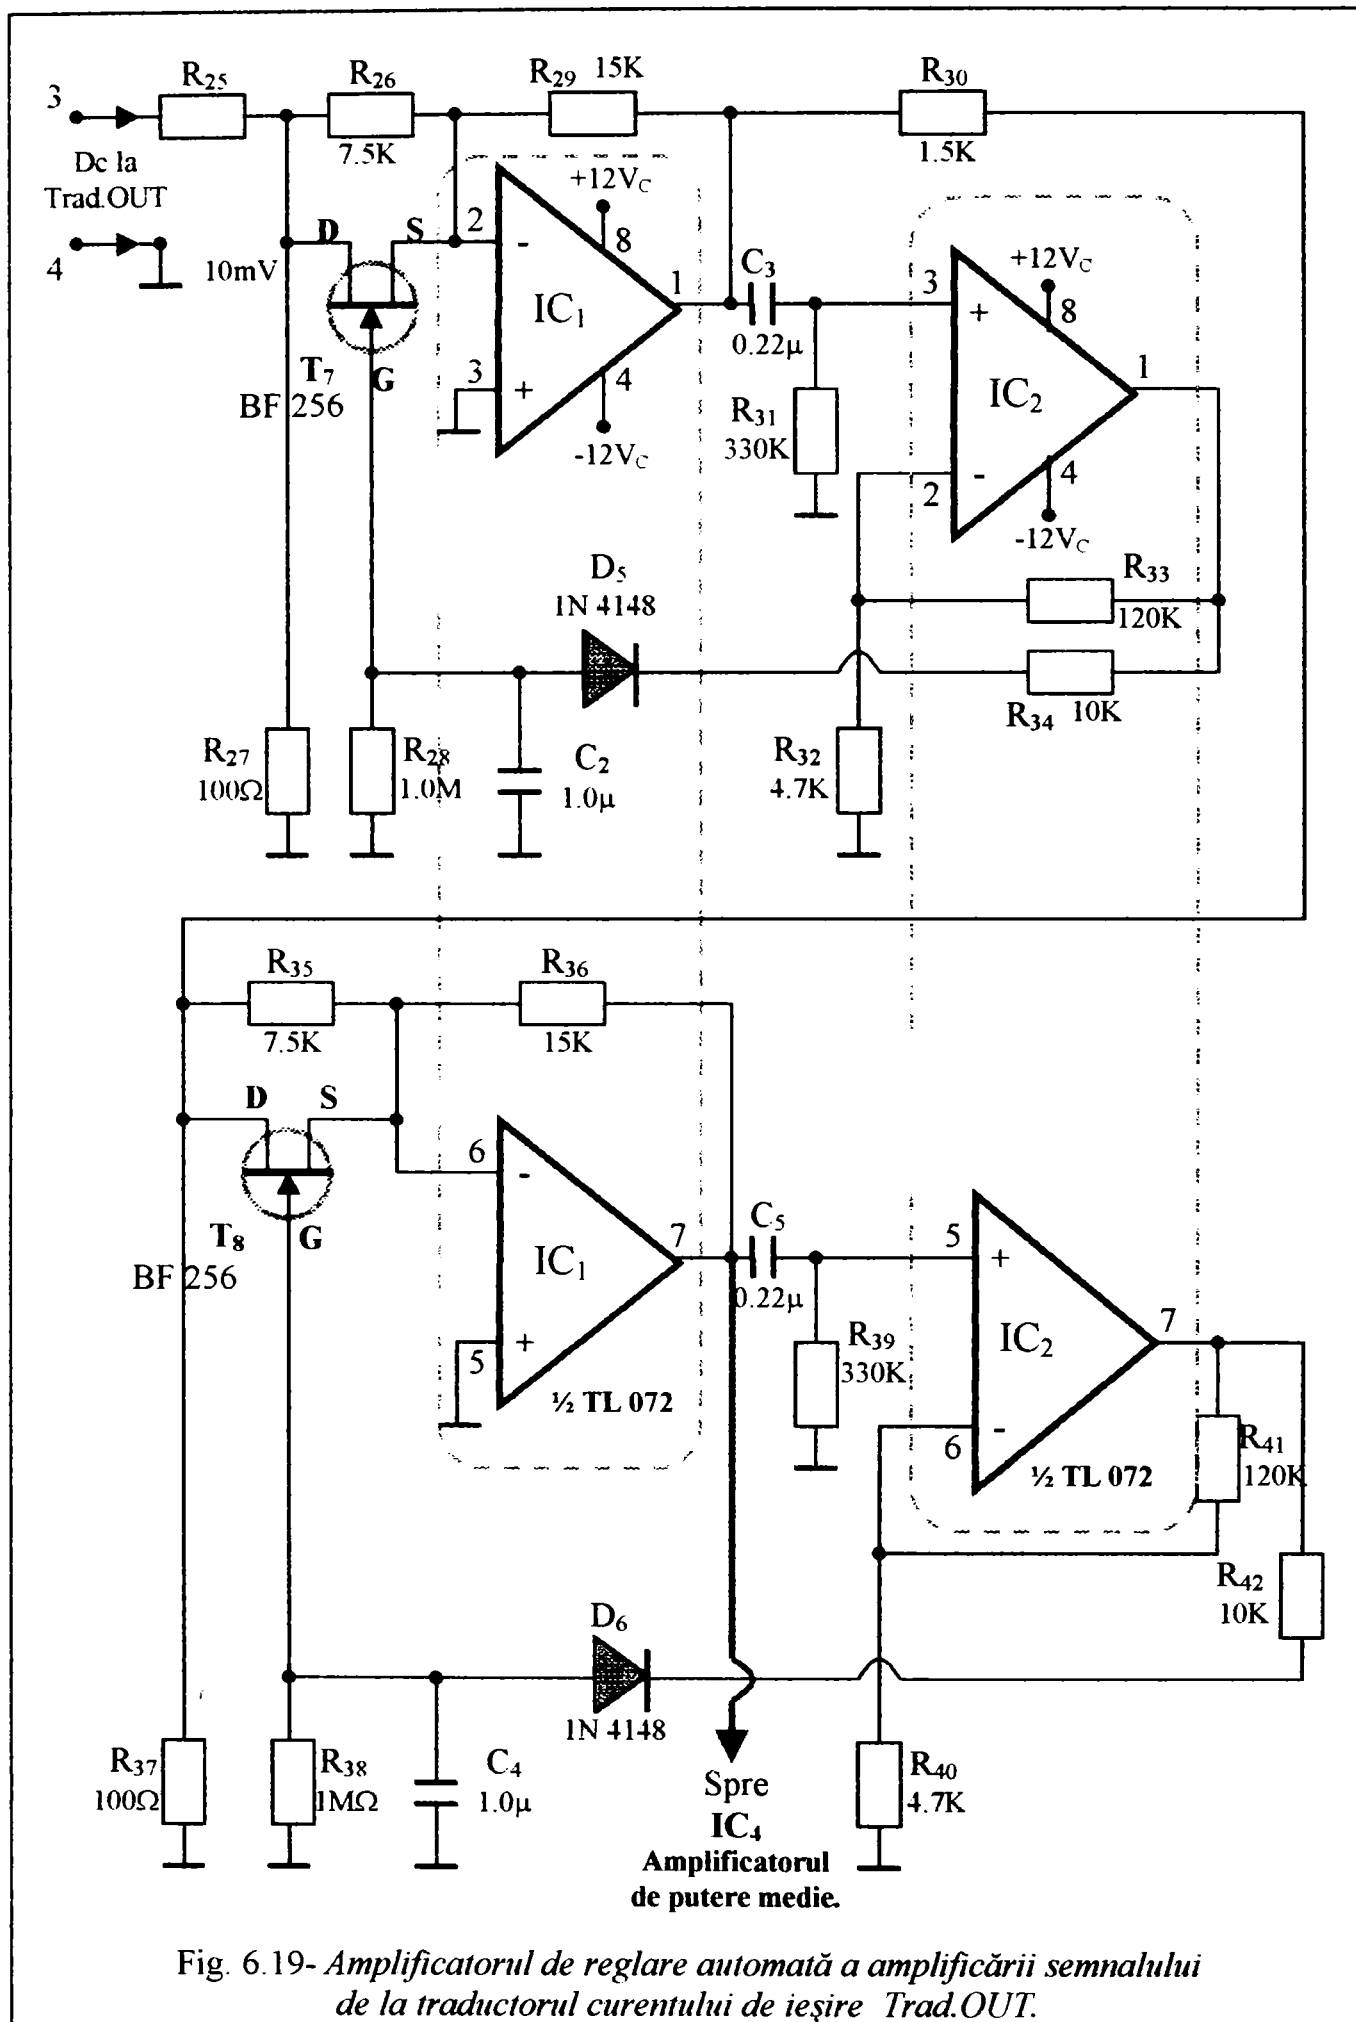 R25
R26
7.5K
R29 15K
R30
1.5K
3
Dc la
Trad.OUT
4
10mV
D
S
T7
G
BF 256
2
-
+12VC
8
IC1
1
3
+
4
-12VC
C3
0.22µ
R31
330K
3
+
+12VC
8
IC2
1
2
-
4
-12VC
D5
1N 4148
R33
120K
R34
10K
R27
100Ω
R28
1.0M
C2
1.0µ
R32
4.7K
R35
7.5K
R36
15K
D
S
T8
G
BF 256
6
-
IC1
7
5
+
½ TL 072
C5
0.22µ
R39
330K
5
+
IC2
7
6
-
½ TL 072
R41
120K
R42
10K
D6
1N 4148
R37
100Ω
R38
1MΩ
C4
1.0µ
Spre
IC4
Amplificatorul
de putere medie.
R40
4.7K
Fig. 6.19- Amplificatorul de reglare automată a amplificării semnalului
de la traductorul curentului de ieşire Trad.OUT.